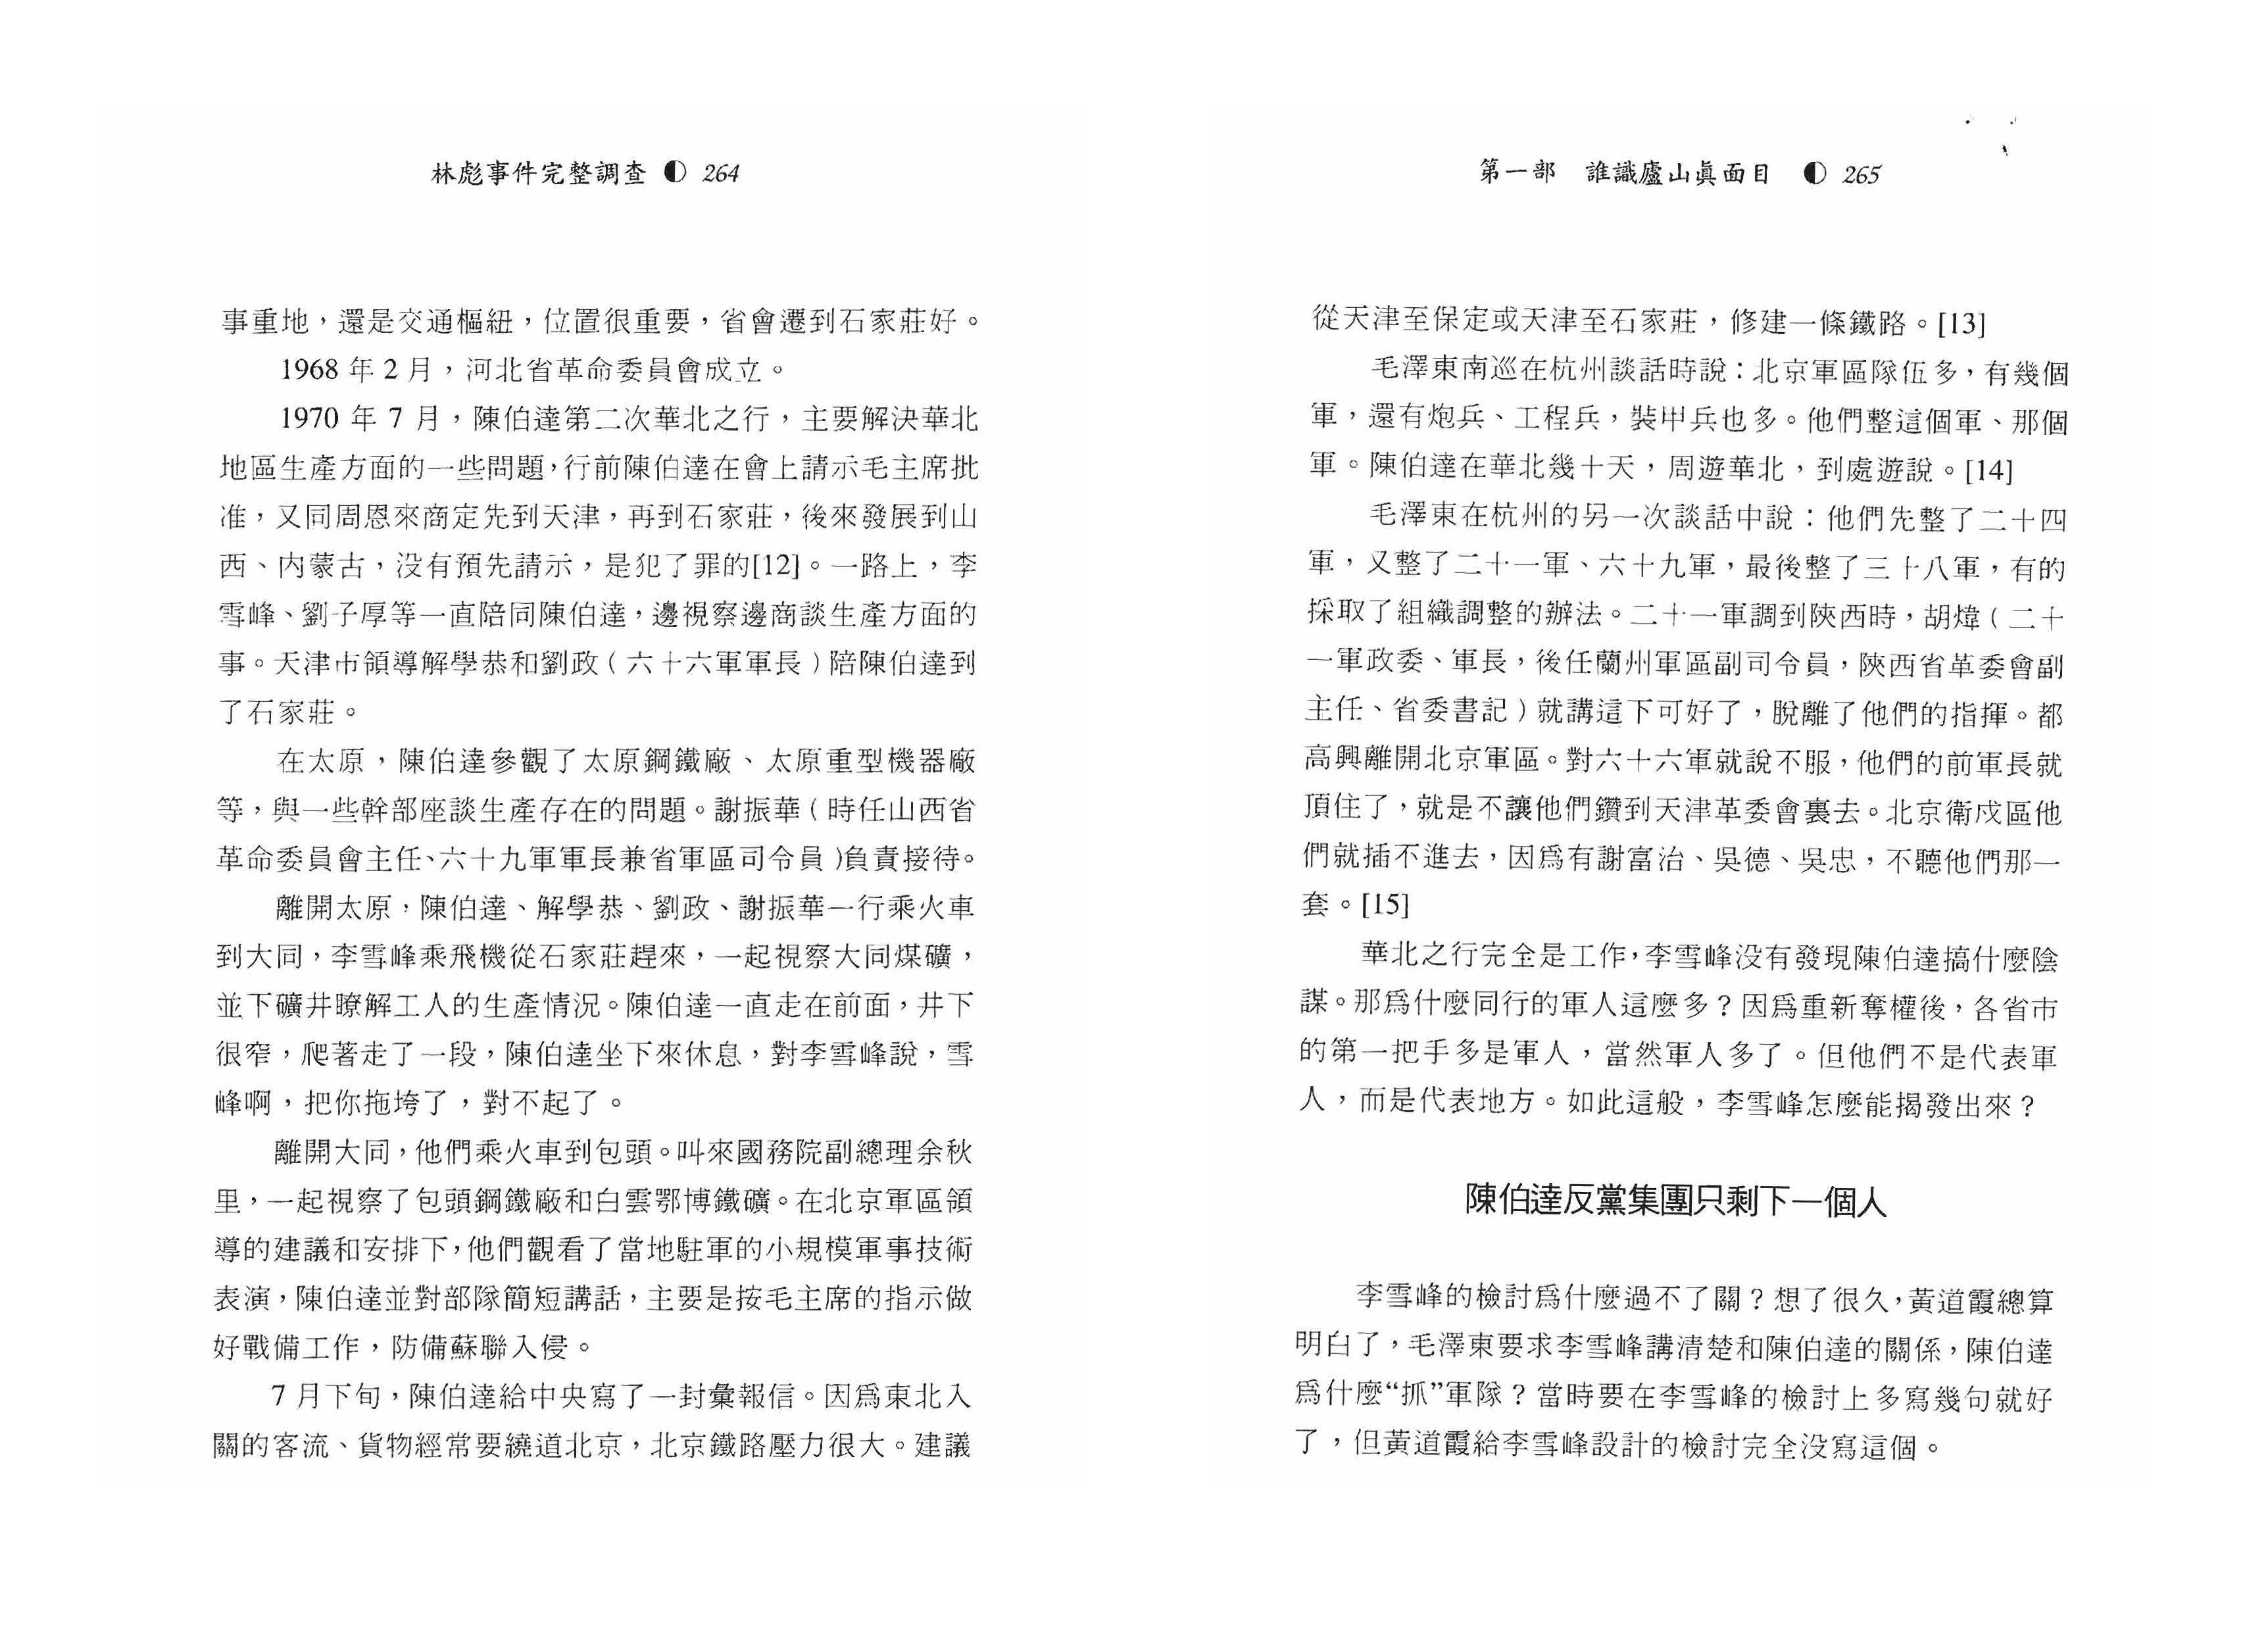 林彪事件完整調查 ◐ 264
事重地，還是交通樞紐，位置很重要，省會遷到石家莊好。
1968 年 2 月，河北省革命委員會成立。
1970 年 7 月，陳伯達第二次華北之行，主要解決華北
地區生產方面的一些問題，行前陳伯達在會上請示毛主席批
准，又同周恩來商定先到天津，再到石家莊，後來發展到山
西、内蒙古，没有預先請示，是犯了罪的[12]。一路上，李
雪峰、劉子厚等一直陪同陳伯達，邊視察邊商談生產方面的
事。天津市領導解學恭和劉政（六十六軍軍長）陪陳伯達到
了石家莊。
在太原，陳伯達參觀了太原鋼鐵廠、太原重型機器廠
等，與一些幹部座談生產存在的問題。謝振華（時任山西省
革命委員會主任、六十九軍軍長兼省軍區司令員）負責接待。
離開太原，陳伯達、解學恭、劉政、謝振華一行乘火車
到大同，李雪峰乘飛機從石家莊趕來，一起視察大同煤礦，
並下礦井瞭解工人的生產情況。陳伯達一直走在前面，井下
很窄，爬著走了一段，陳伯達坐下來休息，對李雪峰說，雪
峰啊，把你拖垮了，對不起了。
離開大同，他們乘火車到包頭。叫來國務院副總理余秋
里，一起視察了包頭鋼鐵廠和白雲鄂博鐵礦。在北京軍區領
導的建議和安排下，他們觀看了當地駐軍的小規模軍事技術
表演，陳伯達並對部隊簡短講話，主要是按毛主席的指示做
好戰備工作，防備蘇聯入侵。
7 月下旬，陳伯達給中央寫了一封彙報信。因爲東北入
關的客流、貨物經常要繞道北京，北京鐵路壓力很大。建議
第一部　誰識廬山眞面目 ◐ 265
從天津至保定或天津至石家莊，修建一條鐵路。[13]
毛澤東南巡在杭州談話時說：北京軍區隊伍多，有幾個
軍，還有炮兵、工程兵，裝甲兵也多。他們整這個軍、那個
軍。陳伯達在華北幾十天，周遊華北，到處遊說。[14]
毛澤東在杭州的另一次談話中說：他們先整了二十四
軍，又整了二十一軍、六十九軍，最後整了三十八軍，有的
採取了組織調整的辦法。二十一軍調到陝西時，胡煒（二十
一軍政委、軍長，後任蘭州軍區副司令員，陝西省革委會副
主任、省委書記）就講這下可好了，脫離了他們的指揮。都
高興離開北京軍區。對六十六軍就說不服，他們的前軍長就
頂住了，就是不讓他們鑽到天津革委會裏去。北京衛戍區他
們就插不進去，因爲有謝富治、吳德、吳忠，不聽他們那一
套。[15]
華北之行完全是工作，李雪峰没有發現陳伯達搞什麼陰
謀。那爲什麼同行的軍人這麼多？因爲重新奪權後，各省市
的第一把手多是軍人，當然軍人多了。但他們不是代表軍
人，而是代表地方。如此這般，李雪峰怎麼能揭發出來？
陳伯達反黨集團只剩下一個人
李雪峰的檢討爲什麼過不了關？想了很久，黃道霞總算
明白了，毛澤東要求李雪峰講清楚和陳伯達的關係，陳伯達
爲什麼“抓”軍隊？當時要在李雪峰的檢討上多寫幾句就好
了，但黃道霞給李雪峰設計的檢討完全没寫這個。